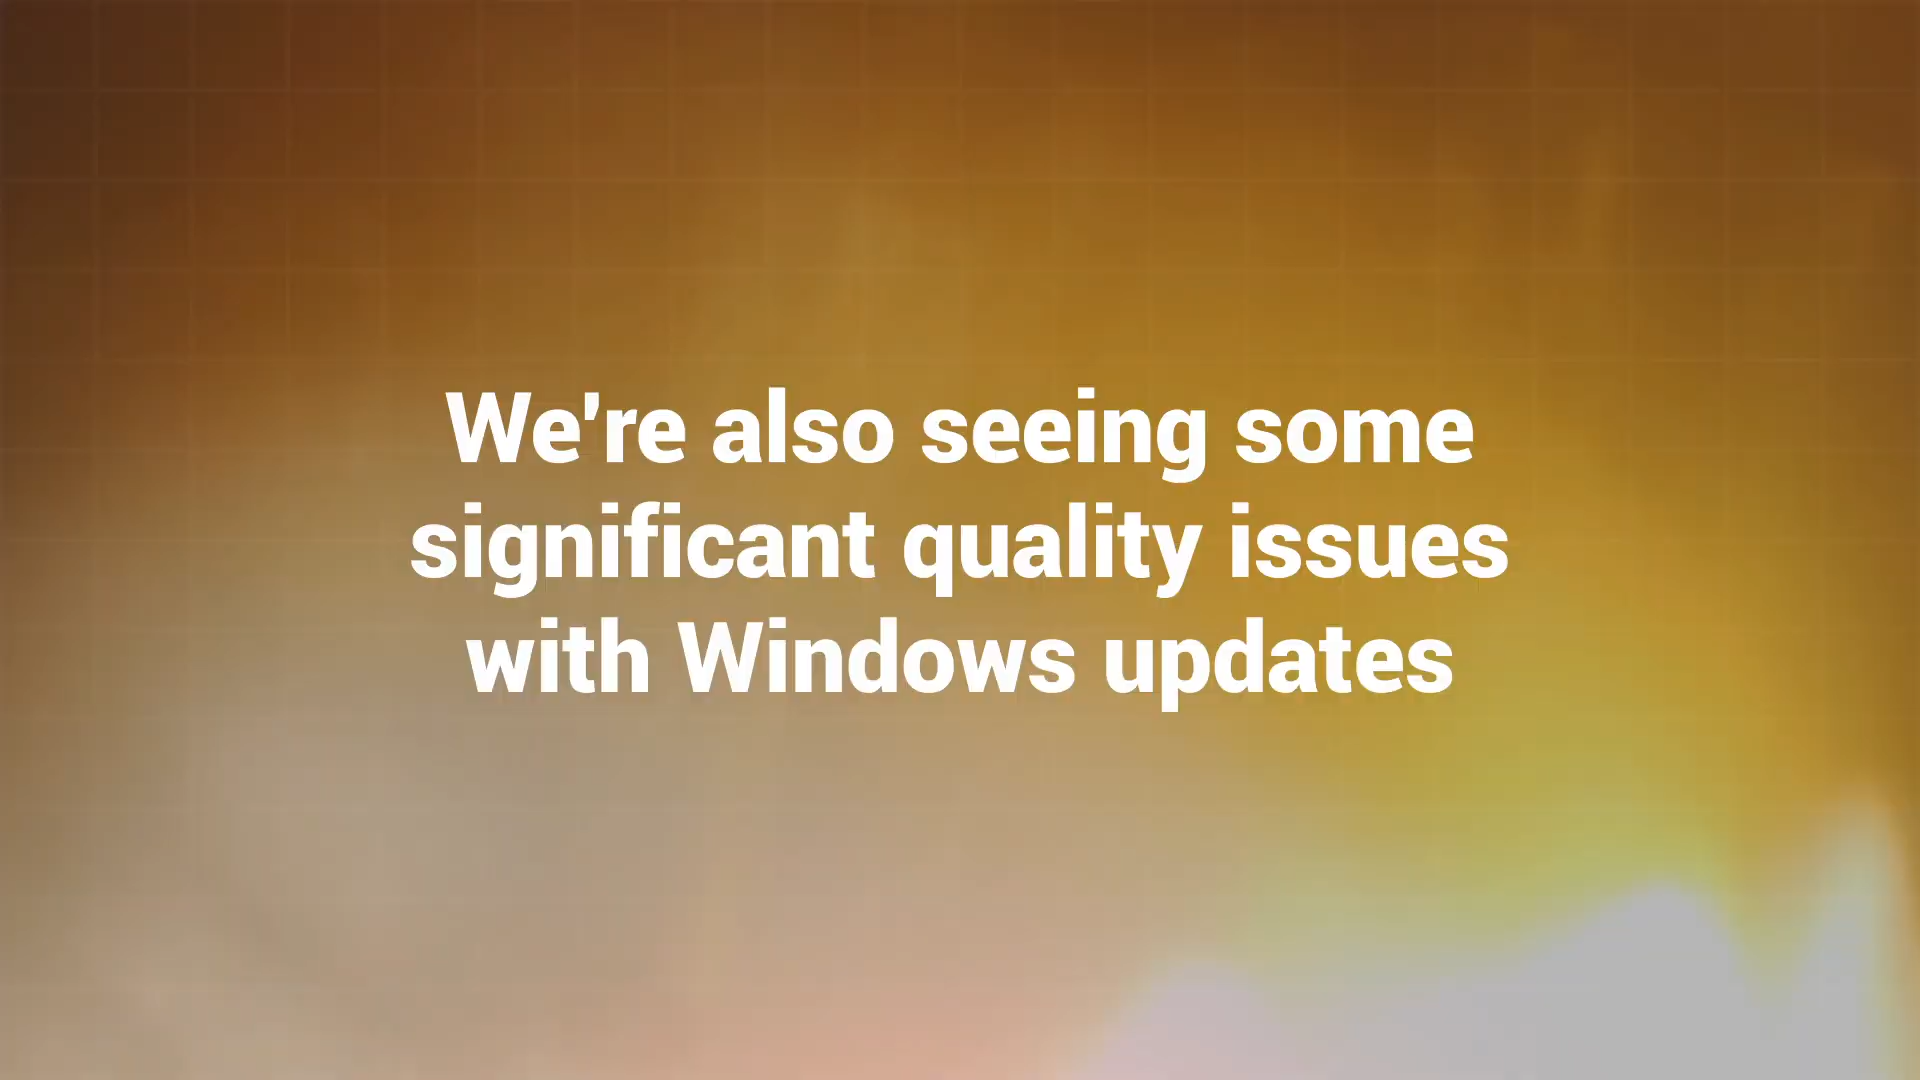 We're also seeing some
significant quality issues
with Windows updates